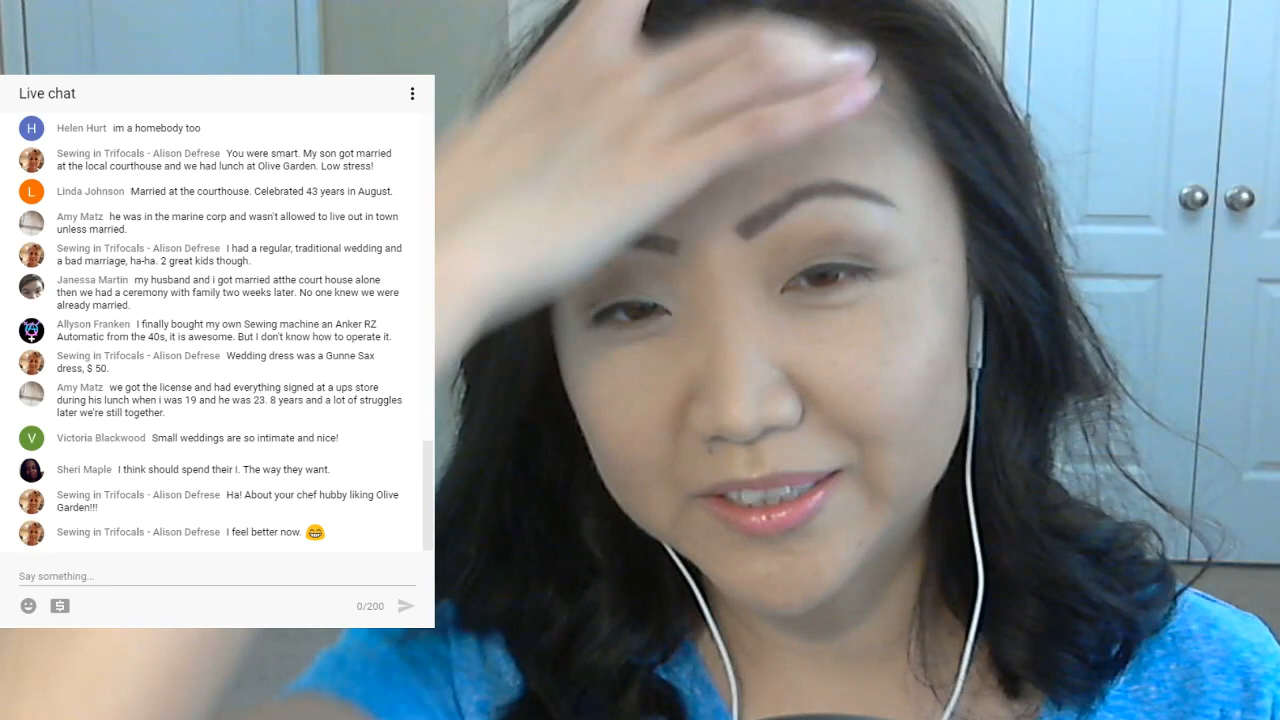 Live chat
H Helen Hurt im a homebody too
Sewing in Trifocals - Alison Defrese You were smart. My son got married
at the local courthouse and we had lunch at Olive Garden. Low stress!
L Linda Johnson Married at the courthouse. Celebrated 43 years in August.
Amy Matz he was in the marine corp and wasn't allowed to live out in town
unless married.
Sewing in Trifocals - Alison Defrese I had a regular, traditional wedding and
a bad marriage, ha-ha. 2 great kids though.
Janessa Martin my husband and i got married atthe court house alone
then we had a ceremony with family two weeks later. No one knew we were
already married.
Allyson Franken I finally bought my own Sewing machine an Anker RZ
Automatic from the 40s, it is awesome. But I don't know how to operate it.
Sewing in Trifocals - Alison Defrese Wedding dress was a Gunne Sax
dress, $ 50.
Amy Matz we got the license and had everything signed at a ups store
during his lunch when i was 19 and he was 23. 8 years and a lot of struggles
later we're still together.
V Victoria Blackwood Small weddings are so intimate and nice!
Sheri Maple I think should spend their I. The way they want.
Sewing in Trifocals - Alison Defrese Ha! About your chef hubby liking Olive
Garden!!!
Sewing in Trifocals - Alison Defrese I feel better now. 😁
Say something...
0/200